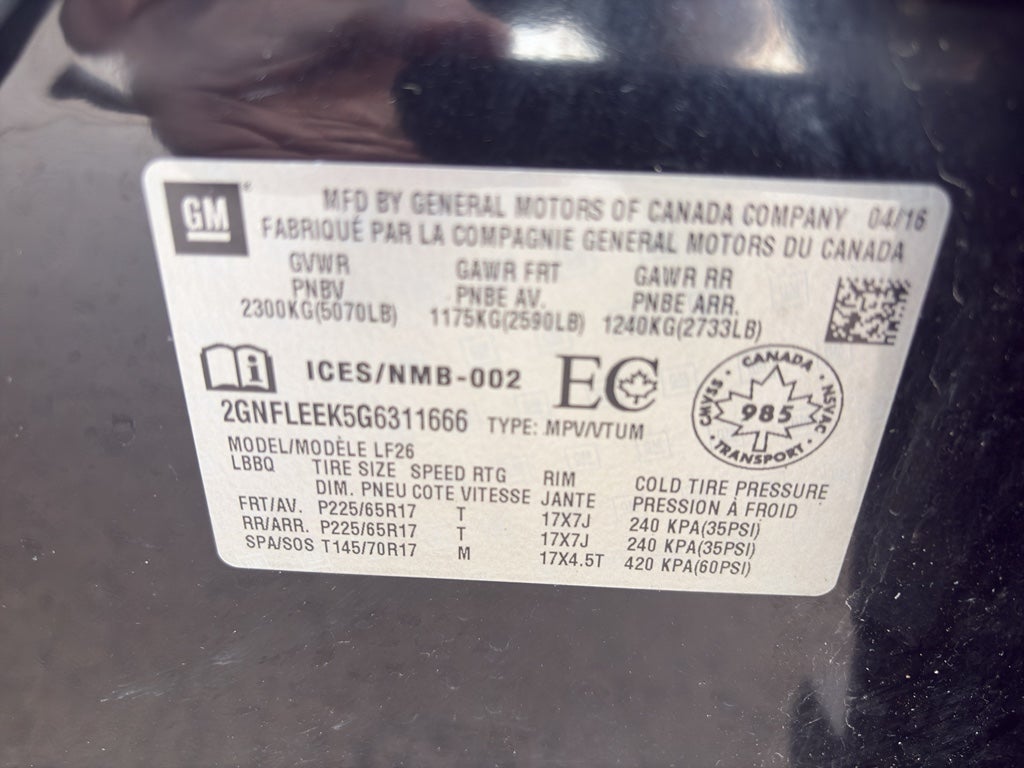 GM
MFD BY GENERAL MOTORS OF CANADA COMPANY 04/16
FABRIQUÉ PAR LA COMPAGNIE GENERAL MOTORS DU CANADA
GVWR GAWR FRT GAWR RR
PNBV PNBE AV. PNBE ARR.
2300KG(5070LB) 1175KG(2590LB) 1240KG(2733LB)
ICES/NMB-002 EC
2GNFLEEK5G6311666 TYPE: MPV/VTUM
CANADA
CMVSS 985 NSVAC
TRANSPORT
MODEL/MODÈLE LF26
LBBQ TIRE SIZE SPEED RTG RIM COLD TIRE PRESSURE
DIM. PNEU COTE VITESSE JANTE PRESSION À FROID
FRT/AV. P225/65R17 T 17X7J 240 KPA(35PSI)
RR/ARR. P225/65R17 T 17X7J 240 KPA(35PSI)
SPA/SOS T145/70R17 M 17X4.5T 420 KPA(60PSI)